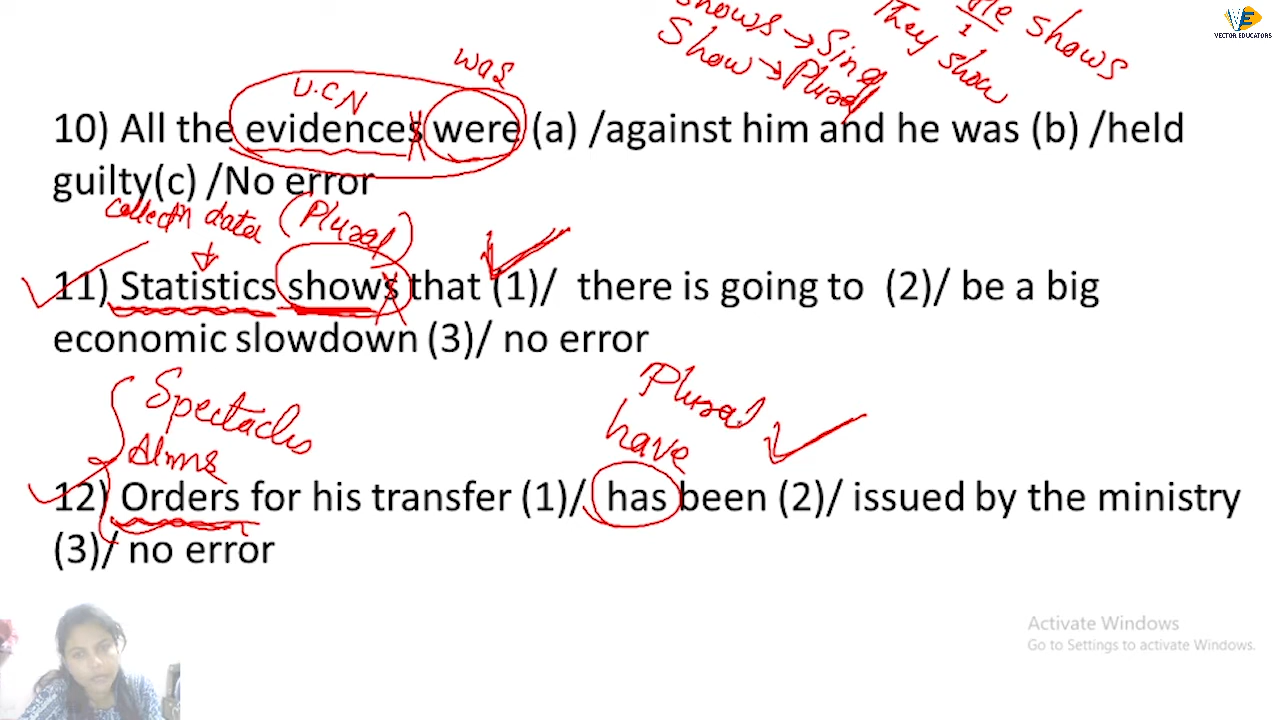 VECTOR EDUCATORS
shows → Sing
Show → Plural
He shows
1
They show
was
U.C.N
10) All the evidences were (a) /against him and he was (b) /held
guilty(c) /No error
collectn data (Plural)
11) Statistics shows that (1)/ there is going to (2)/ be a big
economic slowdown (3)/ no error
Spectacles
Alms
Plural
have
12) Orders for his transfer (1)/ has been (2)/ issued by the ministry
(3)/ no error
Activate Windows
Go to Settings to activate Windows.